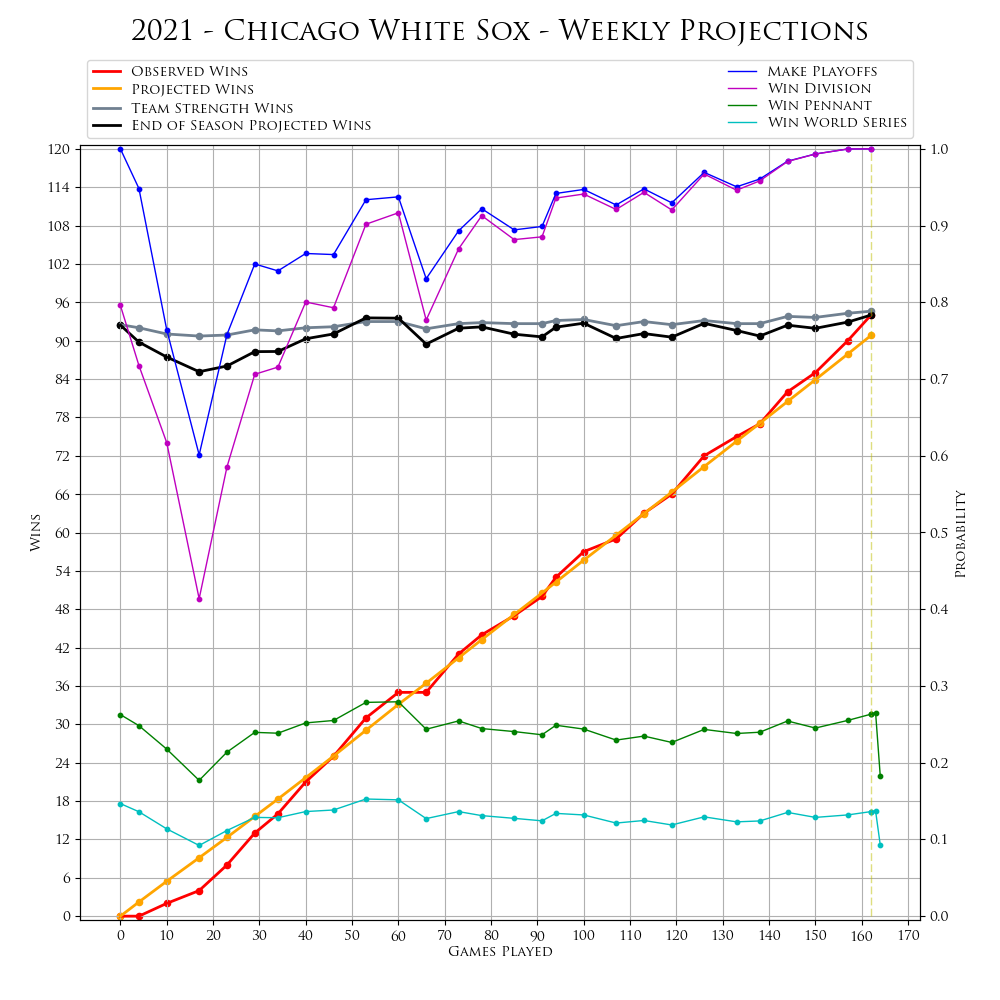 2021 - Chicago White Sox - Weekly Projections
Observed Wins
Projected Wins
Team Strength Wins
End of Season Projected Wins
Make Playoffs
Win Division
Win Pennant
Win World Series
120
114
108
102
96
90
84
78
72
66
60
54
48
42
36
30
24
18
12
6
0
Wins
1.0
0.9
0.8
0.7
0.6
0.5
0.4
0.3
0.2
0.1
0.0
Probability
0 10 20 30 40 50 60 70 80 90 100 110 120 130 140 150 160 170
Games Played